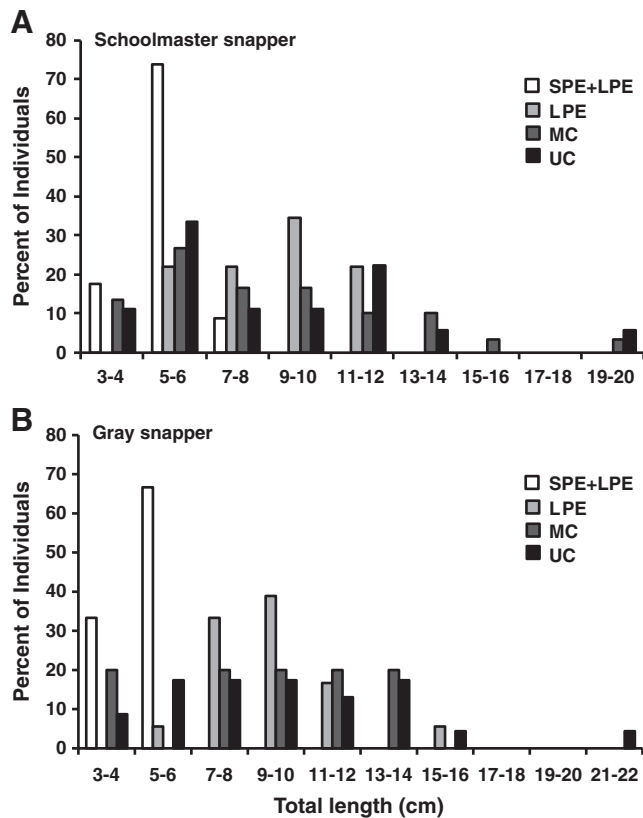 A
Schoolmaster snapper
80
70
60
50
40
30
20
10
0
Percent of Individuals
SPE+LPE
LPE
MC
UC
3-4 5-6 7-8 9-10 11-12 13-14 15-16 17-18 19-20
B
Gray snapper
80
70
60
50
40
30
20
10
0
Percent of Individuals
SPE+LPE
LPE
MC
UC
3-4 5-6 7-8 9-10 11-12 13-14 15-16 17-18 19-20 21-22
Total length (cm)